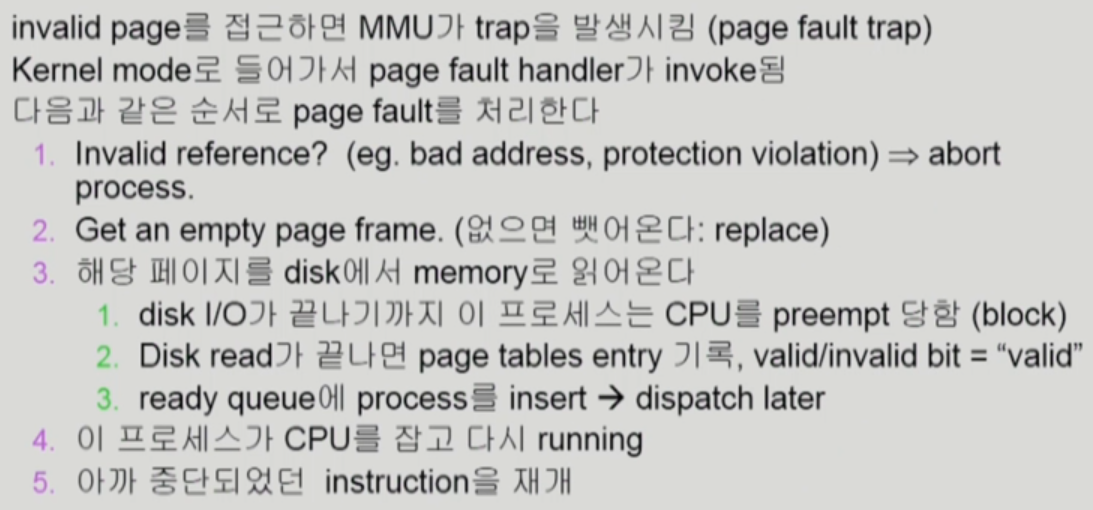 invalid page를 접근하면 MMU가 trap을 발생시킴 (page fault trap)
Kernel mode로 들어가서 page fault handler가 invoke됨
다음과 같은 순서로 page fault를 처리한다
1. Invalid reference? (eg. bad address, protection violation) ⇒ abort
process.
2. Get an empty page frame. (없으면 뺏어온다: replace)
3. 해당 페이지를 disk에서 memory로 읽어온다
1. disk I/O가 끝나기까지 이 프로세스는 CPU를 preempt 당함 (block)
2. Disk read가 끝나면 page tables entry 기록, valid/invalid bit = “valid”
3. ready queue에 process를 insert → dispatch later
4. 이 프로세스가 CPU를 잡고 다시 running
5. 아까 중단되었던 instruction을 재개